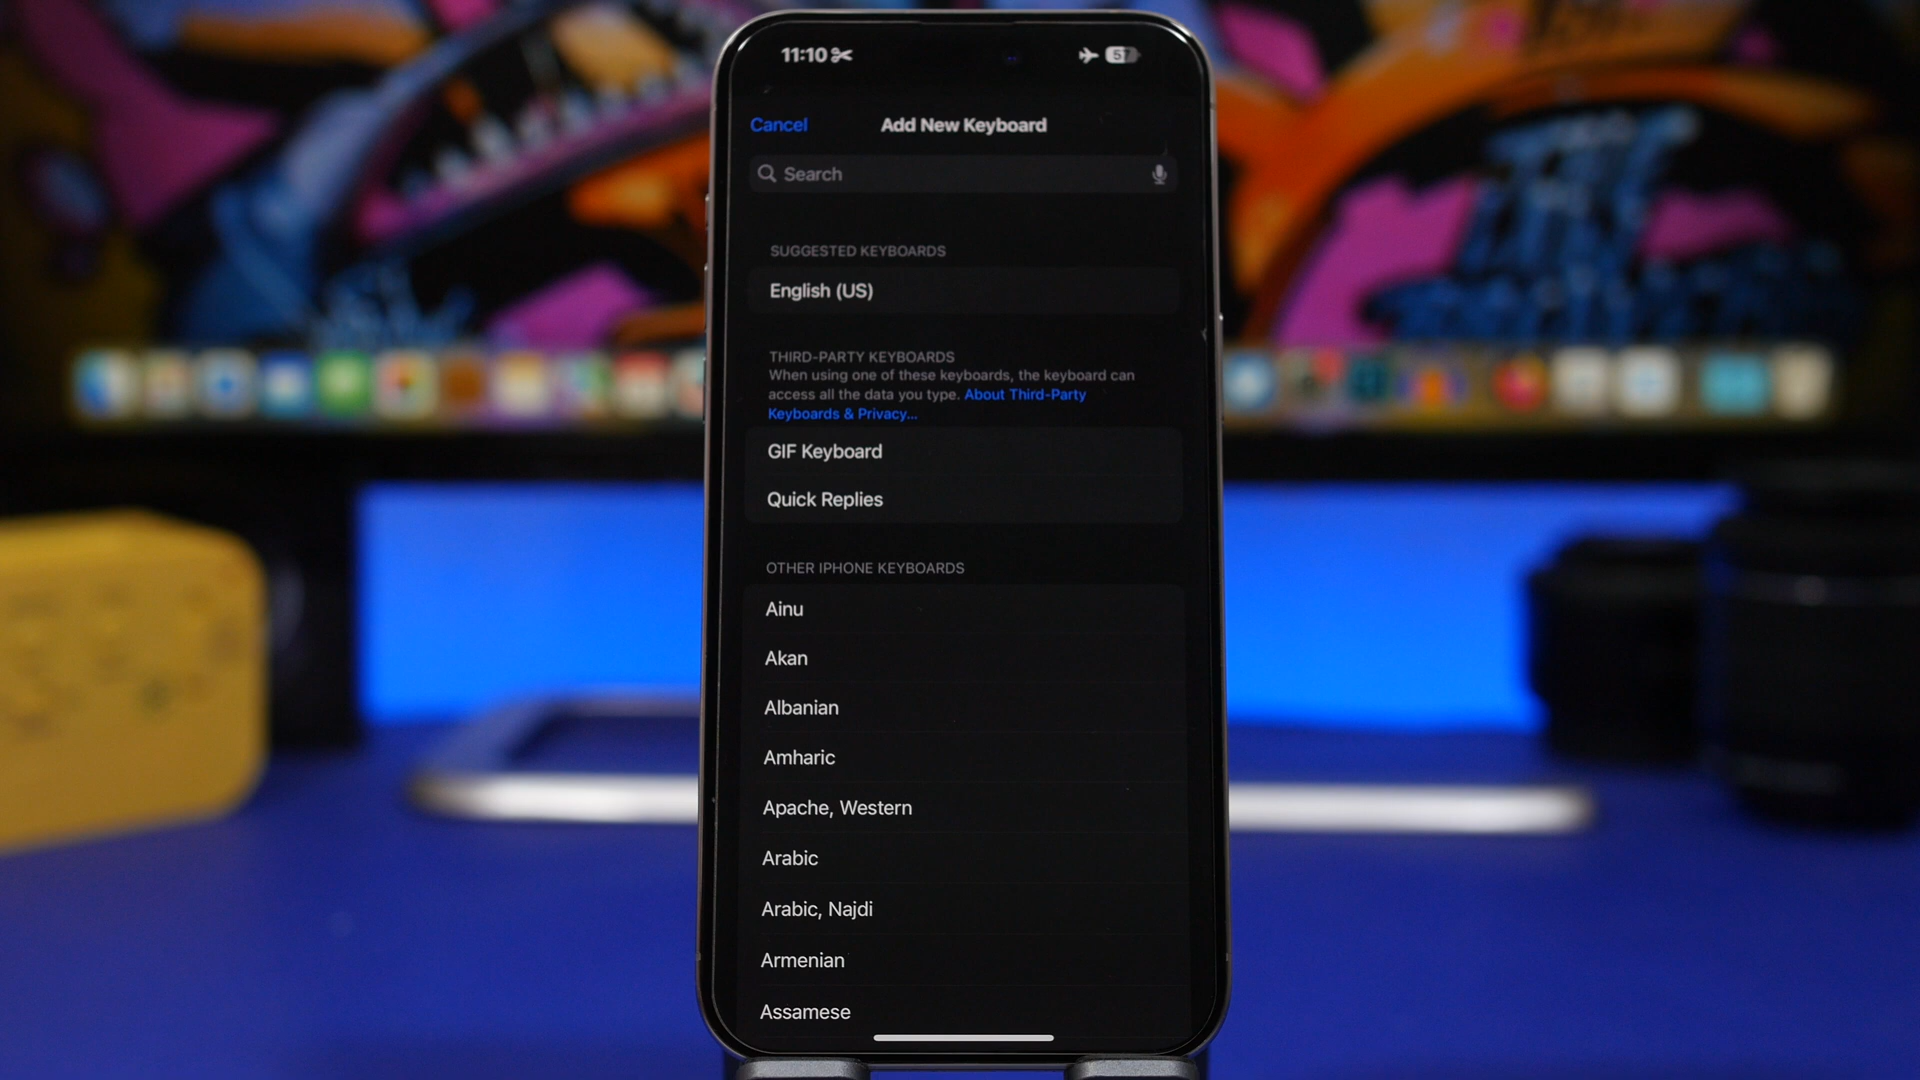 11:10
57
Cancel
Add New Keyboard
Search
SUGGESTED KEYBOARDS
English (US)
THIRD-PARTY KEYBOARDS
When using one of these keyboards, the keyboard can
access all the data you type. About Third-Party
Keyboards & Privacy...
GIF Keyboard
Quick Replies
OTHER IPHONE KEYBOARDS
Ainu
Akan
Albanian
Amharic
Apache, Western
Arabic
Arabic, Najdi
Armenian
Assamese